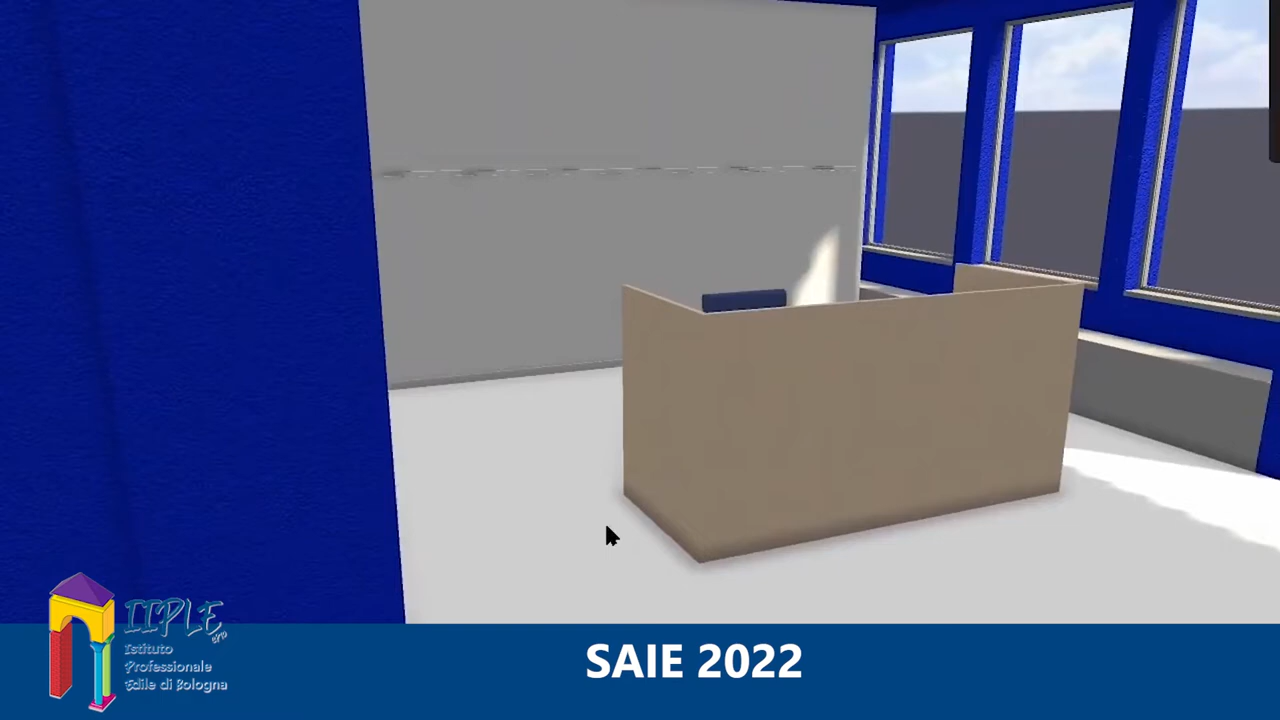 IIPLE
Istituto
Professionale
Edile di Bologna
SAIE 2022